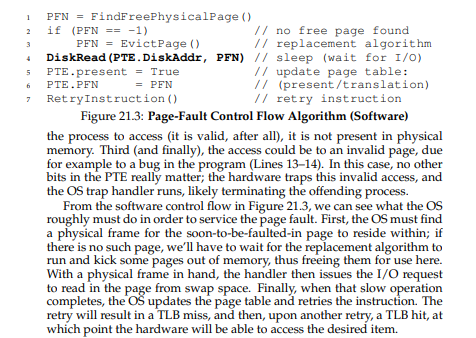 1 PFN = FindFreePhysicalPage()
2 if (PFN == -1) // no free page found
3 PFN = EvictPage() // replacement algorithm
4 DiskRead(PTE.DiskAddr, PFN) // sleep (wait for I/O)
5 PTE.present = True // update page table:
6 PTE.PFN = PFN // (present/translation)
7 RetryInstruction() // retry instruction
Figure 21.3: Page-Fault Control Flow Algorithm (Software)
the process to access (it is valid, after all), it is not present in physical
memory. Third (and finally), the access could be to an invalid page, due
for example to a bug in the program (Lines 13–14). In this case, no other
bits in the PTE really matter; the hardware traps this invalid access, and
the OS trap handler runs, likely terminating the offending process.
From the software control flow in Figure 21.3, we can see what the OS
roughly must do in order to service the page fault. First, the OS must find
a physical frame for the soon-to-be-faulted-in page to reside within; if
there is no such page, we'll have to wait for the replacement algorithm to
run and kick some pages out of memory, thus freeing them for use here.
With a physical frame in hand, the handler then issues the I/O request
to read in the page from swap space. Finally, when that slow operation
completes, the OS updates the page table and retries the instruction. The
retry will result in a TLB miss, and then, upon another retry, a TLB hit, at
which point the hardware will be able to access the desired item.